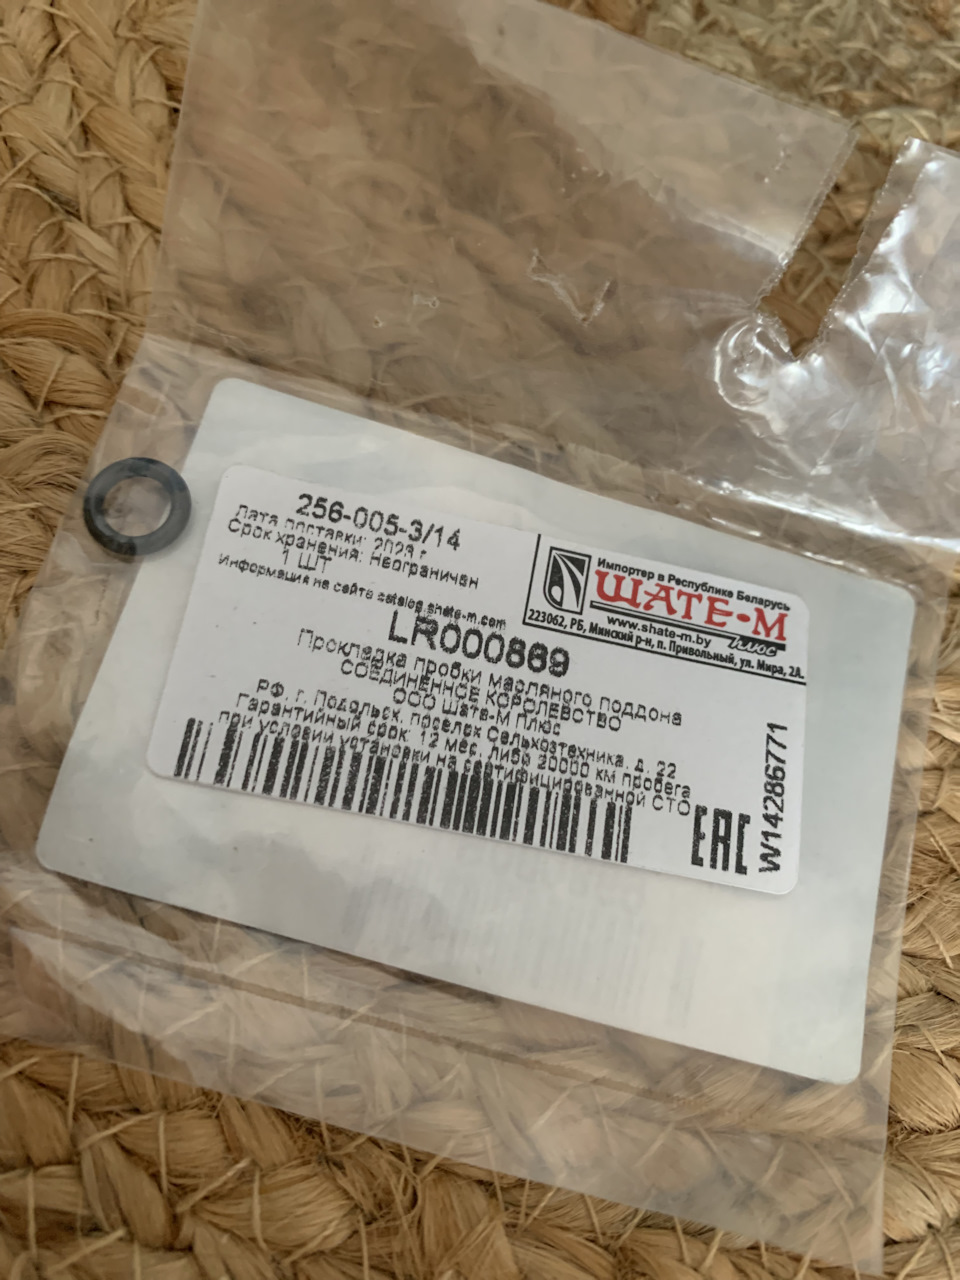 256-005-3/14
Дата поставки: 2023 г.
Срок хранения: Неограничен
1 ШТ
Информация на сайте catalog.shate-m.com
Импортер в Республике Беларусь
ШАТЕ-М
плюс
www.shate-m.by
223062, РБ, Минский р-н, п. Привольный, ул. Мира, 2А.
LR000869
Прокладка пробки масляного поддона
СОЕДИНЕННОЕ КОРОЛЕВСТВО
ООО Шате-М Плюс
РФ, г. Подольск, поселок Сельхозтехника, д. 22
Гарантийный срок: 12 мес. либо 20000 км пробега
при условии установки на сертифицированной СТО
EAC
W14286771